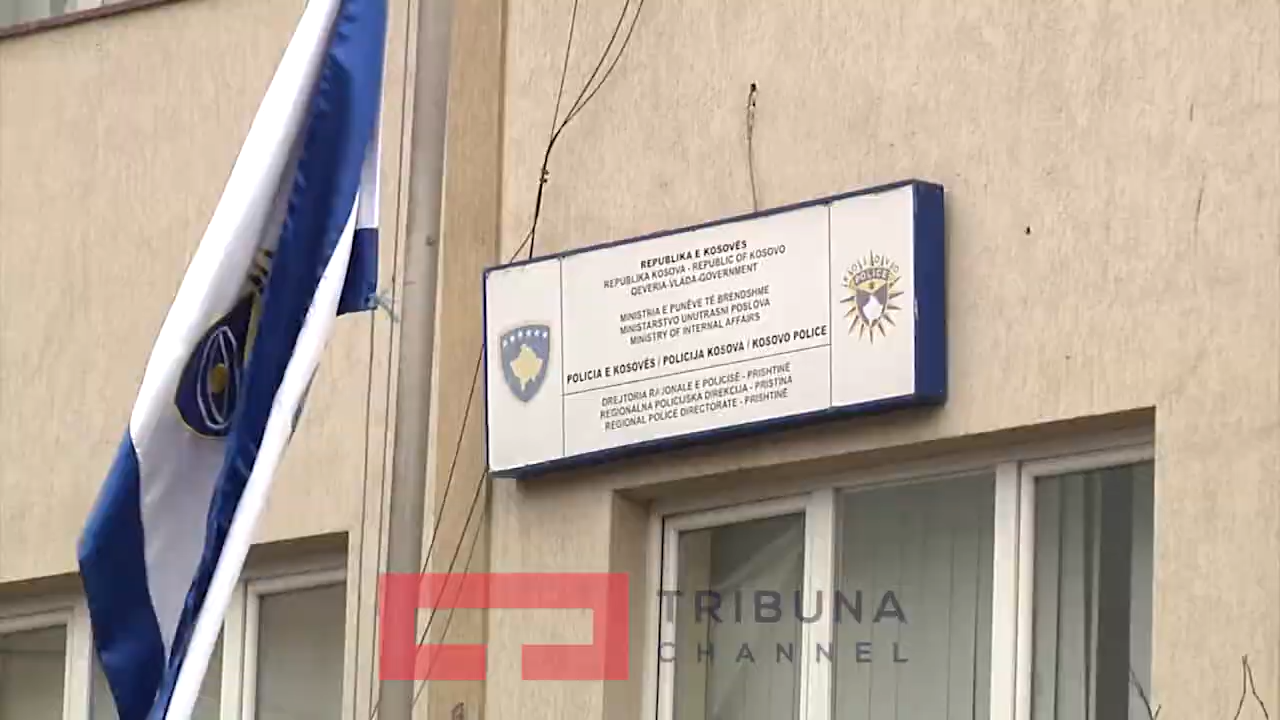 REPUBLIKA E KOSOVËS
REPUBLIKA KOSOVA - REPUBLIC OF KOSOVO
QEVERIA-VLADA-GOVERNMENT
MINISTRIA E PUNËVE TË BRENDSHME
MINISTARSTVO UNUTRASNI POSLOVA
MINISTRY OF INTERNAL AFFAIRS
POLICIA E KOSOVËS / POLICIJA KOSOVA / KOSOVO POLICE
DREJTORIA RAJONALE E POLICISË - PRISHTINË
REGIONALNA POLICIJSKA DIREKCIJA - PRISTINA
REGIONAL POLICE DIRECTORATE - PRISHTINË
POLICE
TRIBUNA
CHANNEL